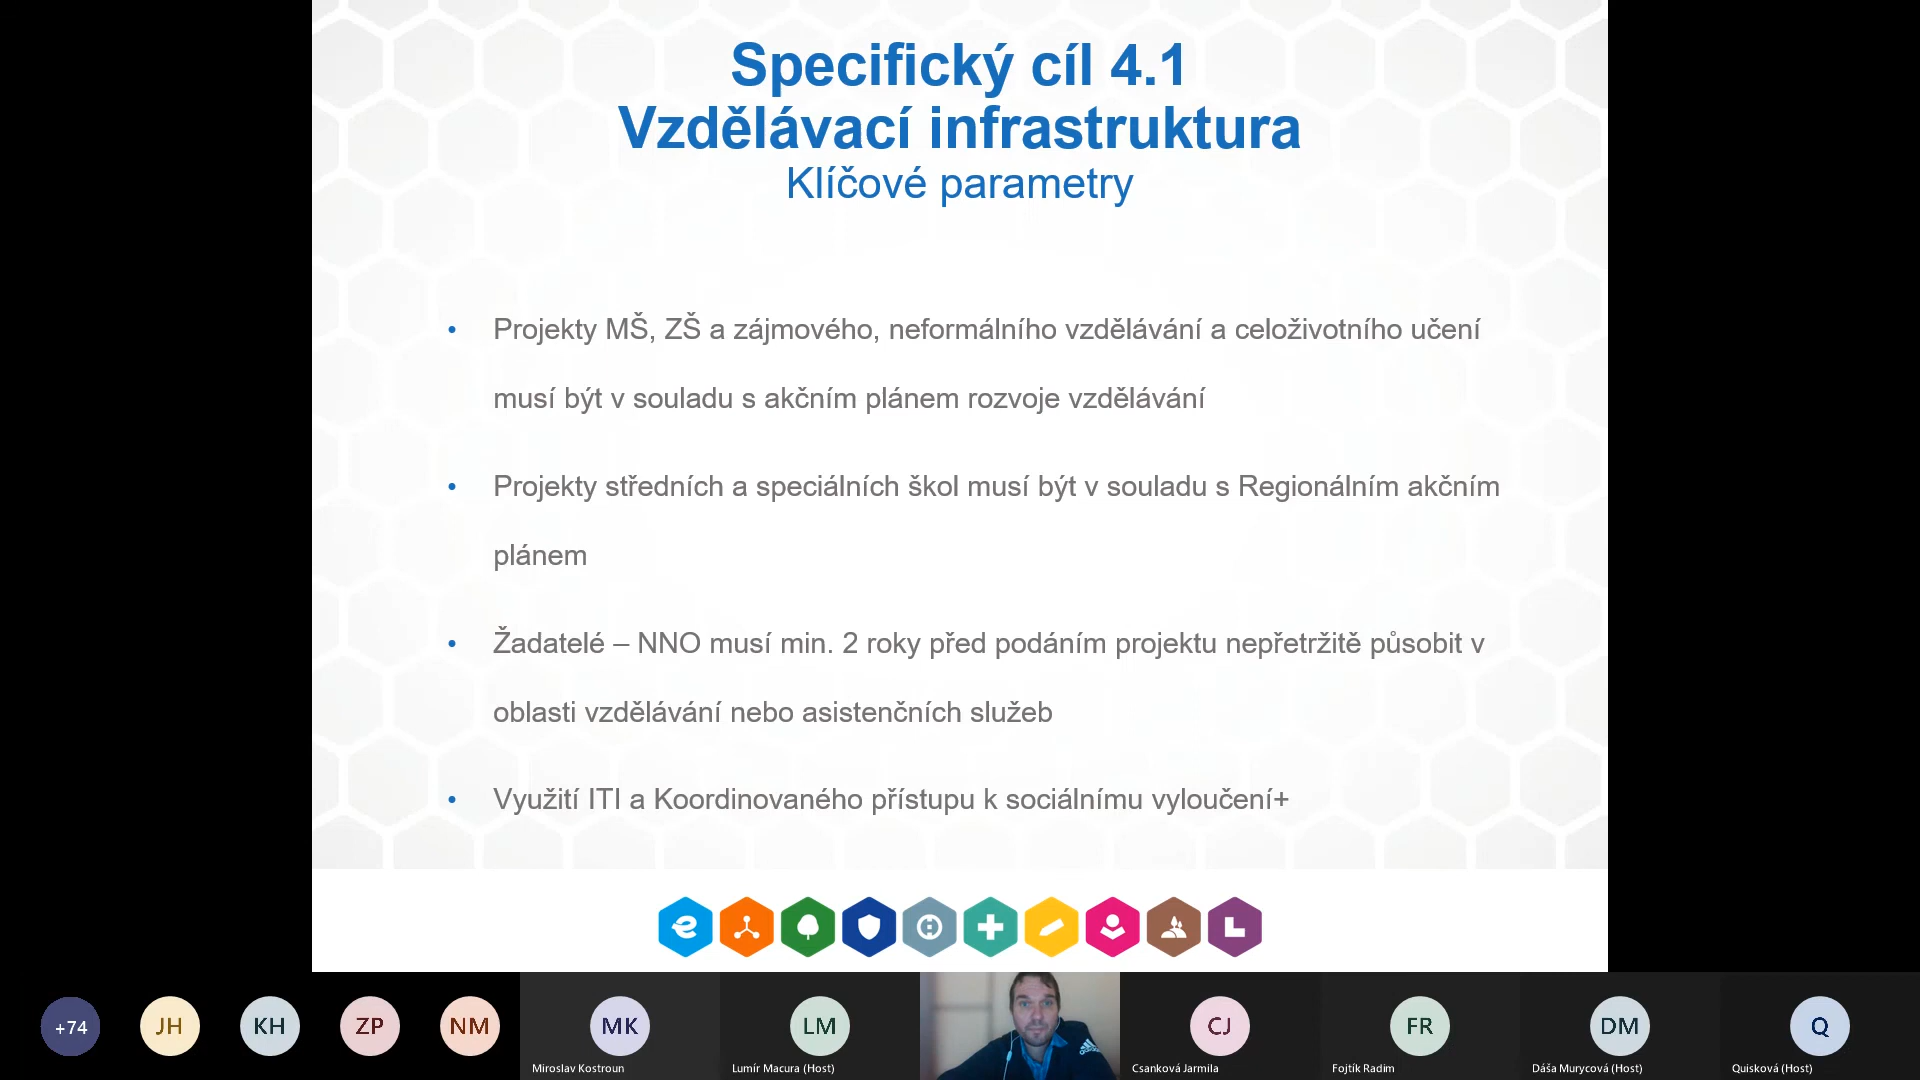 Specifický cíl 4.1
Vzdělávací infrastruktura
Klíčové parametry
• Projekty MŠ, ZŠ a zájmového, neformálního vzdělávání a celoživotního učení
musí být v souladu s akčním plánem rozvoje vzdělávání
• Projekty středních a speciálních škol musí být v souladu s Regionálním akčním
plánem
• Žadatelé – NNO musí min. 2 roky před podáním projektu nepřetržitě působit v
oblasti vzdělávání nebo asistenčních služeb
• Využití ITI a Koordinovaného přístupu k sociálnímu vyloučení+
+74
JH
KH
ZP
NM
MK
LM
CJ
FR
DM
Q
Miroslav Kostroun
Lumír Macura (Host)
adidas
Csanková Jarmila
Fojtík Radim
Dáša Murycová (Host)
Quisková (Host)